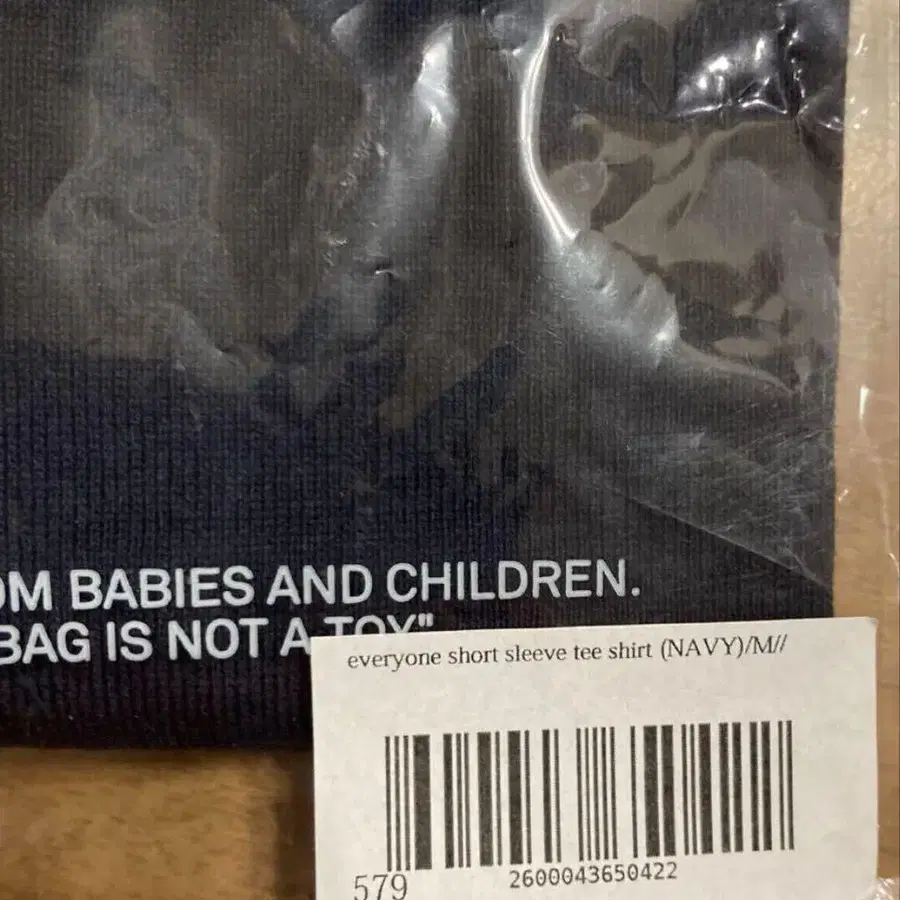 OM BABIES AND CHILDREN.
BAG IS NOT A TOY"
everyone short sleeve tee shirt (NAVY)/M//
579
2600043650422